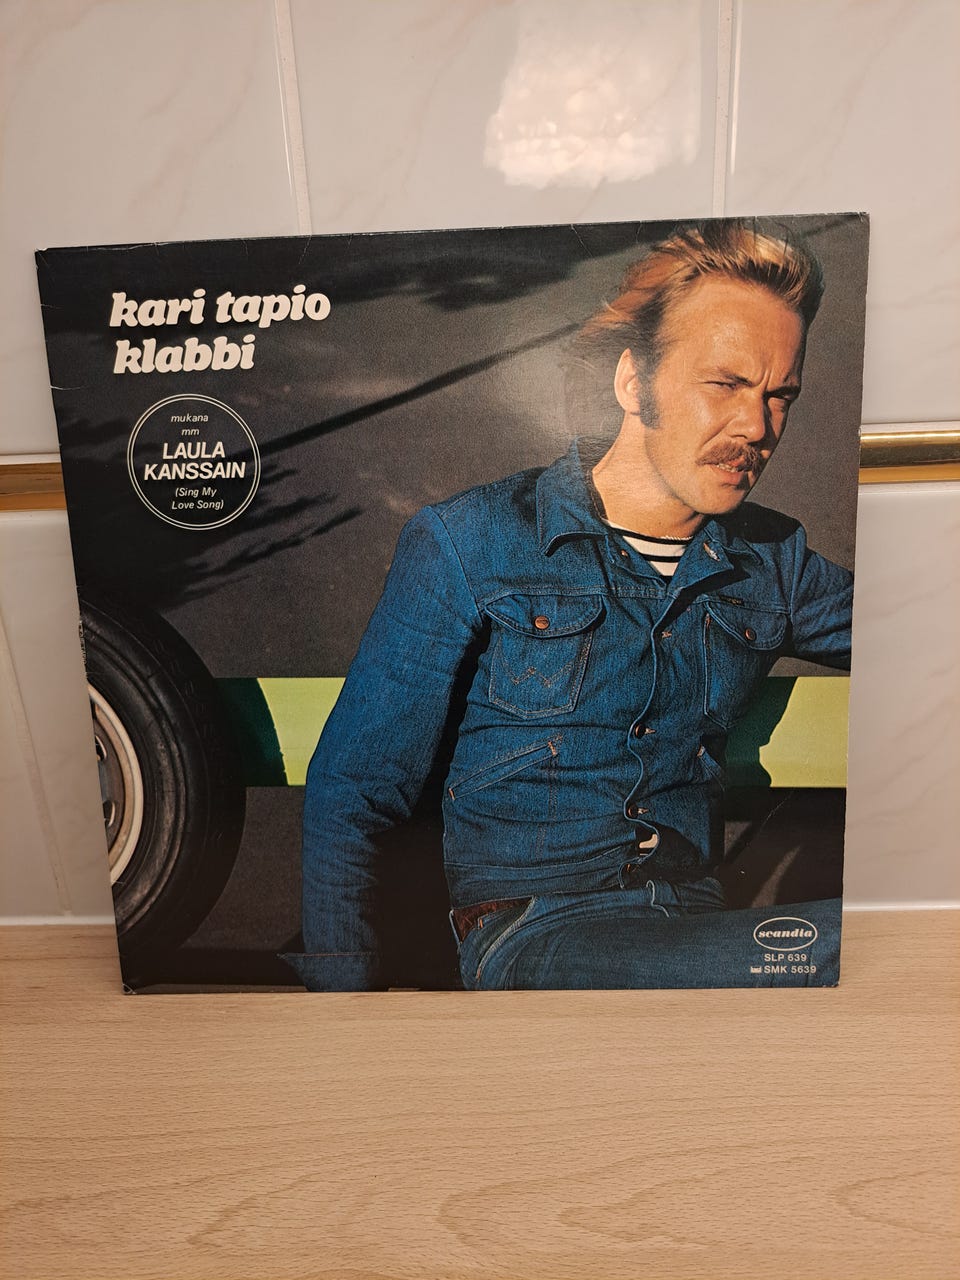 kari tapio
klabbi
mukana
mm
LAULA
KANSSAIN
(Sing My
Love Song)
scandia
SLP 639
SMK 5639